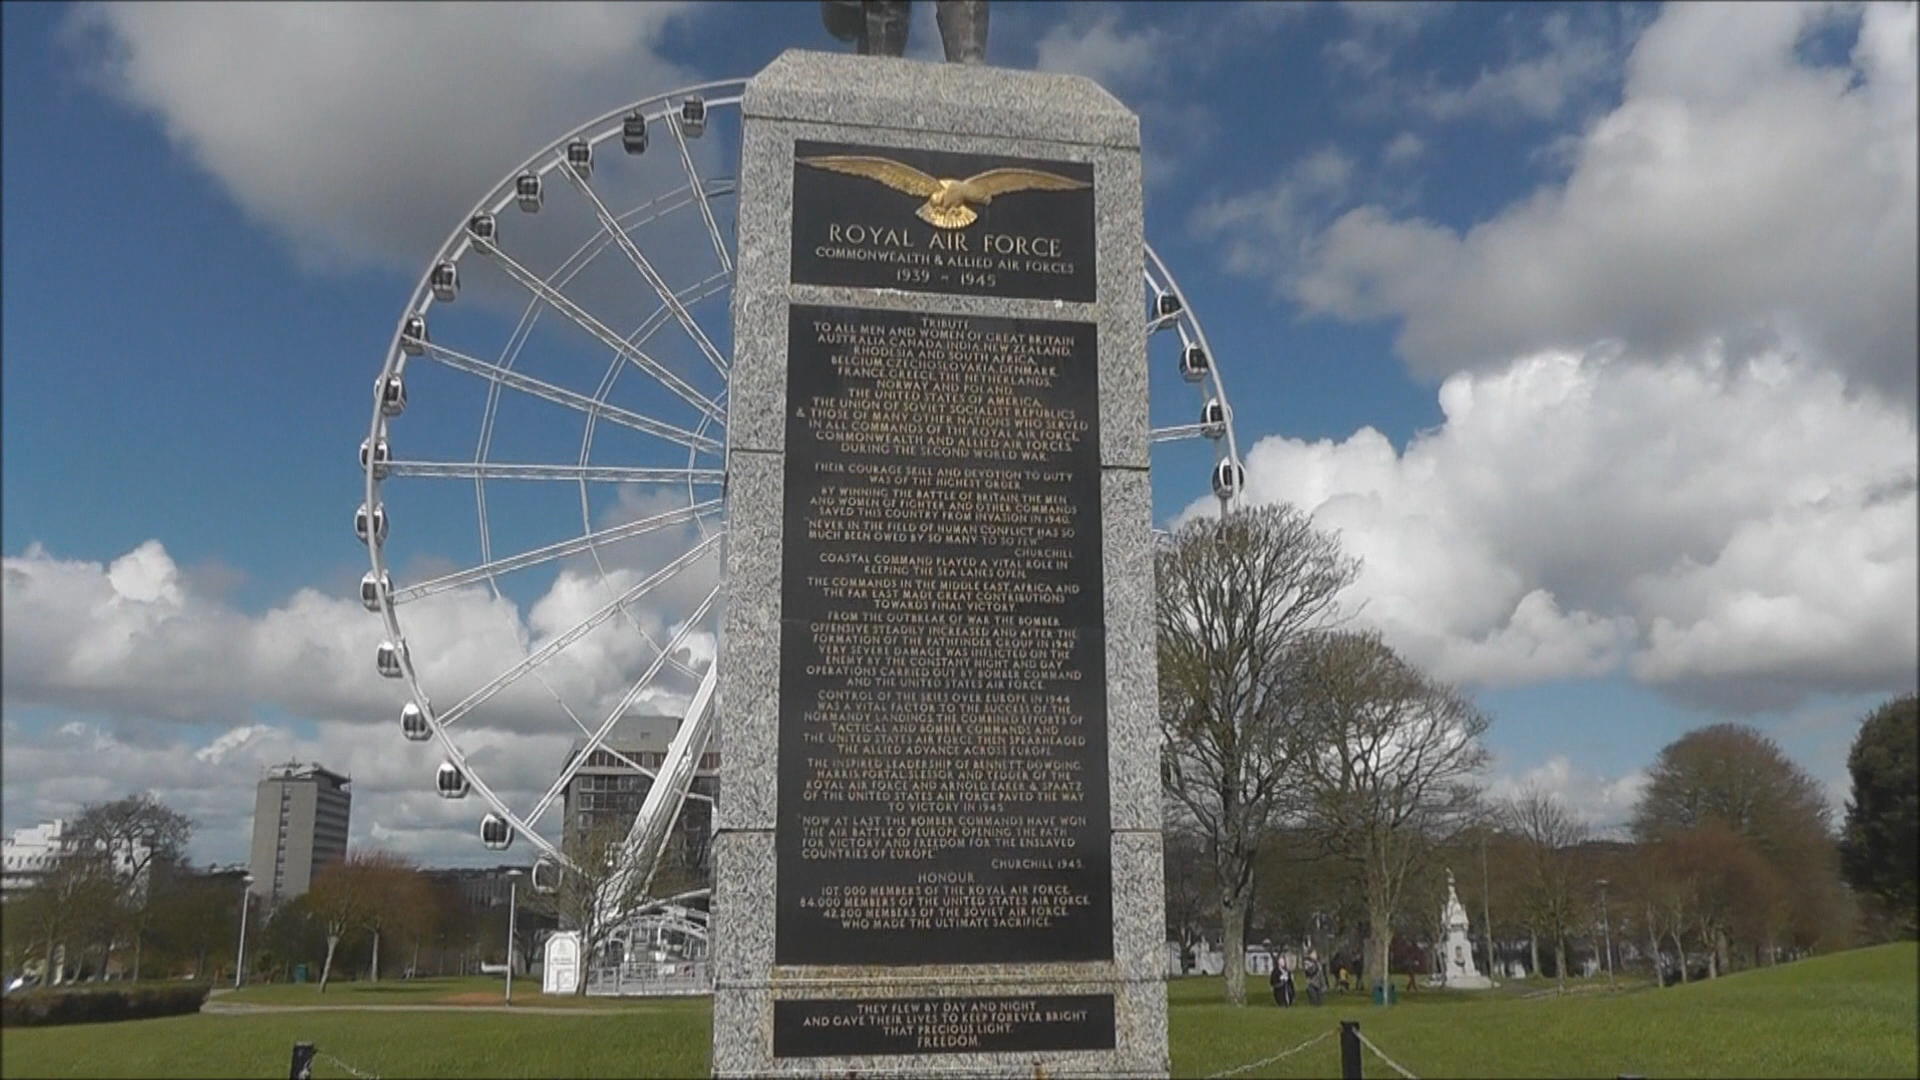 ROYAL AIR FORCE
COMMONWEALTH & ALLIED AIR FORCES
1939 - 1945
TRIBUTE
TO ALL MEN AND WOMEN OF GREAT BRITAIN
AUSTRALIA, CANADA, INDIA, NEW ZEALAND,
RHODESIA AND SOUTH AFRICA,
BELGIUM, CZECHOSLOVAKIA, DENMARK,
FRANCE, GREECE, THE NETHERLANDS,
NORWAY AND POLAND,
THE UNITED STATES OF AMERICA,
THE UNION OF SOVIET SOCIALIST REPUBLICS
& THOSE OF MANY OTHER NATIONS WHO SERVED
IN ALL COMMANDS OF THE ROYAL AIR FORCE,
COMMONWEALTH AND ALLIED AIR FORCES,
DURING THE SECOND WORLD WAR.
THEIR COURAGE SKILL AND DEVOTION TO DUTY
WAS OF THE HIGHEST ORDER.
BY WINNING THE BATTLE OF BRITAIN THE MEN
AND WOMEN OF FIGHTER AND OTHER COMMANDS
SAVED THIS COUNTRY FROM INVASION IN 1940.
"NEVER IN THE FIELD OF HUMAN CONFLICT HAS SO
MUCH BEEN OWED BY SO MANY TO SO FEW"
CHURCHILL
COASTAL COMMAND PLAYED A VITAL ROLE IN
KEEPING THE SEA LANES OPEN.
THE COMMANDS IN THE MIDDLE EAST, AFRICA AND
THE FAR EAST MADE GREAT CONTRIBUTIONS
TOWARDS FINAL VICTORY.
FROM THE OUTBREAK OF WAR THE BOMBER
OFFENSIVE STEADILY INCREASED AND AFTER THE
FORMATION OF THE PATHFINDER GROUP IN 1942
VERY SEVERE DAMAGE WAS INFLICTED ON THE
ENEMY BY THE CONSTANT NIGHT AND DAY
OPERATIONS CARRIED OUT BY BOMBER COMMAND
AND THE UNITED STATES AIR FORCE.
CONTROL OF THE SKIES OVER EUROPE IN 1944
WAS A VITAL FACTOR TO THE SUCCESS OF THE
NORMANDY LANDINGS. THE COMBINED EFFORTS OF
TACTICAL AND BOMBER COMMANDS AND
THE UNITED STATES AIR FORCE THEN SPEARHEADED
THE ALLIED ADVANCE ACROSS EUROPE.
THE INSPIRED LEADERSHIP OF BENNETT, DOWDING,
HARRIS, PORTAL, SLESSOR AND TEDDER OF THE
ROYAL AIR FORCE AND ARNOLD, EAKER & SPAATZ
OF THE UNITED STATES AIR FORCE PAVED THE WAY
TO VICTORY IN 1945.
"NOW AT LAST THE BOMBER COMMANDS HAVE WON
THE AIR BATTLE OF EUROPE OPENING THE PATH
FOR VICTORY AND FREEDOM FOR THE ENSLAVED
COUNTRIES OF EUROPE."
CHURCHILL 1945.
HONOUR
107,000 MEMBERS OF THE ROYAL AIR FORCE.
84,000 MEMBERS OF THE UNITED STATES AIR FORCE.
42,200 MEMBERS OF THE SOVIET AIR FORCE.
WHO MADE THE ULTIMATE SACRIFICE.
THEY FLEW BY DAY AND NIGHT
AND GAVE THEIR LIVES TO KEEP FOREVER BRIGHT
THAT PRECIOUS LIGHT.
FREEDOM.